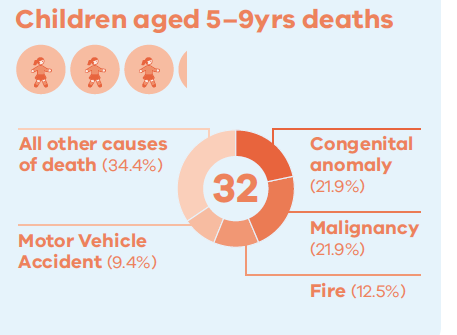 Children aged 5–9yrs deaths
All other causes
of death (34.4%)
Congenital
anomaly
(21.9%)
32
Malignancy
(21.9%)
Motor Vehicle
Accident (9.4%)
Fire (12.5%)